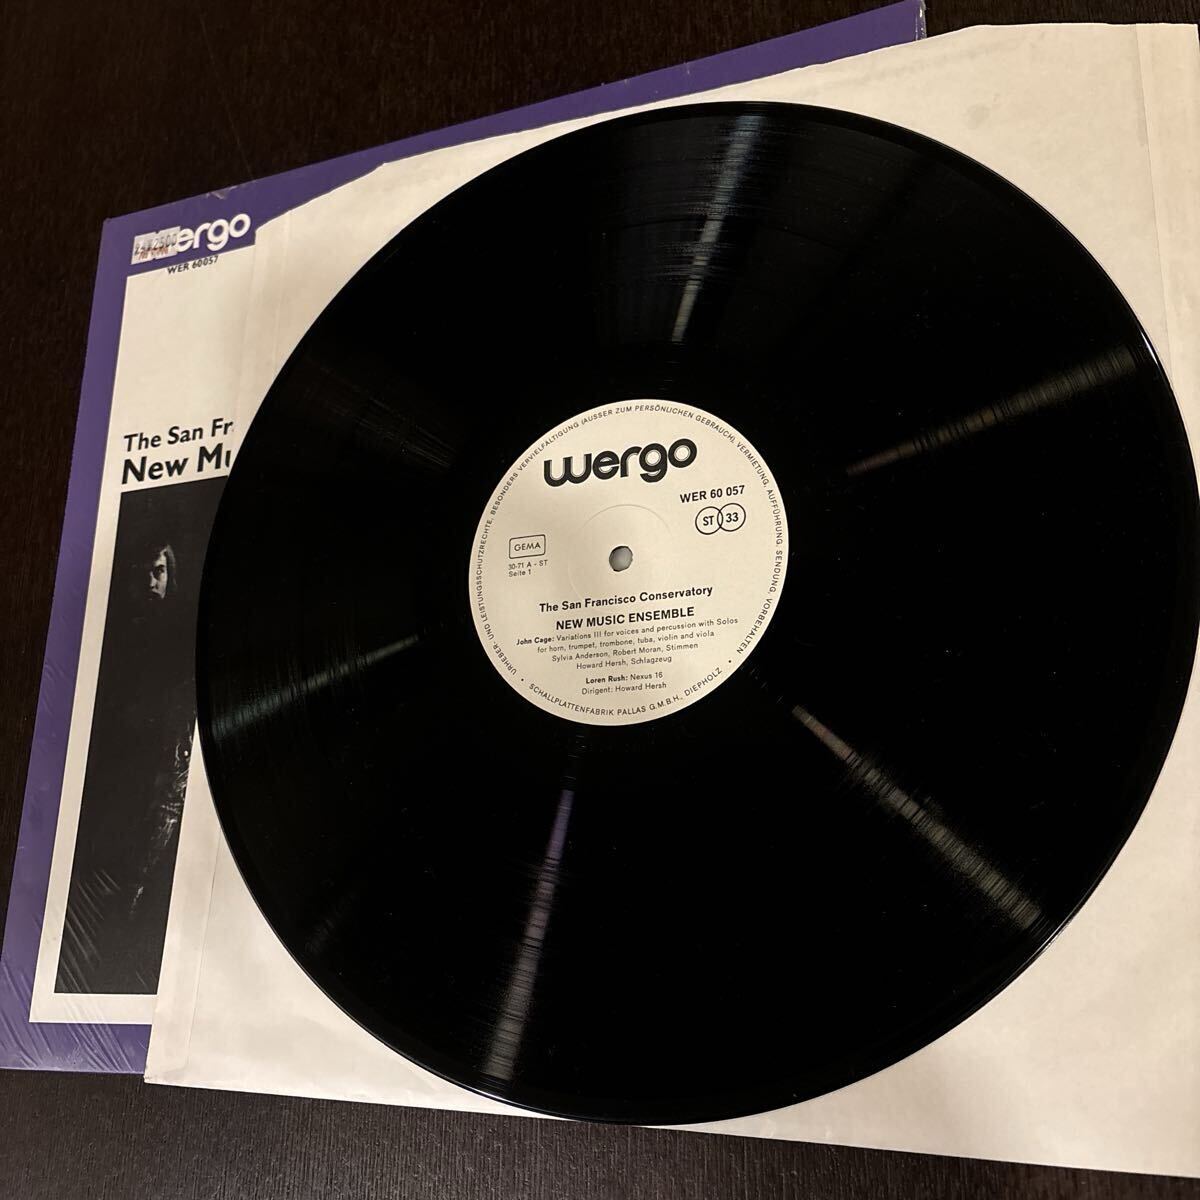 ergo
¥2500
WER 60057
The San Fr
New Mu
URHEBER- UND LEISTUNGSSCHUTZRECHTE, BESONDERS VERVIELFÄLTIGUNG (AUSSER ZUM PERSÖNLICHEN GEBRAUCH), VERMIETUNG, AUFFÜHRUNG, SENDUNG, VORBEHALTEN
wergo
WER 60 057
ST 33
GEMA
30-71 A - ST
Seite 1
The San Francisco Conservatory
NEW MUSIC ENSEMBLE
John Cage: Variations III for voices and percussion with Solos
for horn, trumpet, trombone, tuba, violin and viola
Sylvia Anderson, Robert Moran, Stimmen
Howard Hersh, Schlagzeug
Loren Rush: Nexus 16
Dirigent: Howard Hersh
• SCHALLPLATTENFABRIK PALLAS G.M.B.H., DIEPHOLZ •